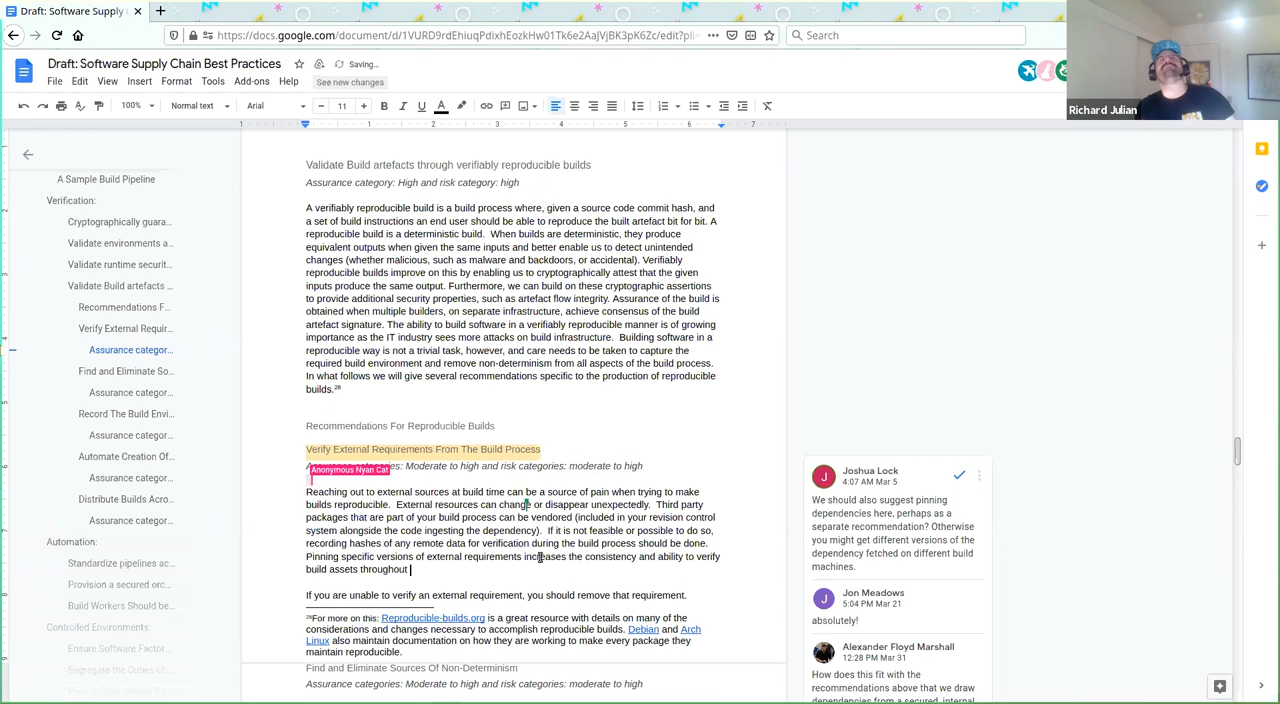 Draft: Software Supply C
https://docs.google.com/document/d/1VURD9rdEhiuqPdixhEozkHw01Tk6e2AaJVjBK3pK6Zc/edit?pli=
Search
Draft: Software Supply Chain Best Practices
Saving...
File Edit View Insert Format Tools Add-ons Help
See new changes
100% Normal text Arial 11
Richard Julian
1 1 2 3 4 5 6 7
A Sample Build Pipeline
Verification:
Cryptographically guara...
Validate environments a...
Validate runtime securit...
Validate Build artefacts ...
Recommendations F...
Verify External Requir...
Assurance categor...
Find and Eliminate So...
Assurance categor...
Record The Build Envi...
Assurance categor...
Automate Creation Of...
Assurance categor...
Distribute Builds Acro...
Assurance categor...
Automation:
Standardize pipelines ac...
Provision a secured orc...
Build Workers Should be...
Controlled Environments:
Ensure Software Factor...
Segregate the Duties of ...
Validate Build artefacts through verifiably reproducible builds
Assurance category: High and risk category: high
A verifiably reproducible build is a build process where, given a source code commit hash, and
a set of build instructions an end user should be able to reproduce the built artefact bit for bit. A
reproducible build is a deterministic build.  When builds are deterministic, they produce
equivalent outputs when given the same inputs and better enable us to detect unintended
changes (whether malicious, such as malware and backdoors, or accidental). Verifiably
reproducible builds improve on this by enabling us to cryptographically attest that the given
inputs produce the same output. Furthermore, we can build on these cryptographic assertions
to provide additional security properties, such as artefact flow integrity. Assurance of the build is
obtained when multiple builders, on separate infrastructure, achieve consensus of the build
artefact signature. The ability to build software in a verifiably reproducible manner is of growing
importance as the IT industry sees more attacks on build infrastructure.  Building software in a
reproducible way is not a trivial task, however, and care needs to be taken to capture the
required build environment and remove non-determinism from all aspects of the build process.
In what follows we will give several recommendations specific to the production of reproducible
builds.28
Recommendations For Reproducible Builds
Verify External Requirements From The Build Process
Assurance categories: Moderate to high and risk categories: moderate to high
Anonymous Nyan Cat
Reaching out to external sources at build time can be a source of pain when trying to make
builds reproducible.  External resources can change or disappear unexpectedly.  Third party
packages that are part of your build process can be vendored (included in your revision control
system alongside the code ingesting the dependency).  If it is not feasible or possible to do so,
recording hashes of any remote data for verification during the build process should be done.
Pinning specific versions of external requirements increases the consistency and ability to verify
build assets throughout
If you are unable to verify an external requirement, you should remove that requirement.
For more on this: Reproducible-builds.org is a great resource with details on many of the
considerations and changes necessary to accomplish reproducible builds. Debian and Arch
Linux also maintain documentation on how they are working to make every package they
maintain reproducible.
Find and Eliminate Sources Of Non-Determinism
Assurance categories: Moderate to high and risk categories: moderate to high
Joshua Lock
4:07 AM Mar 5
We should also suggest pinning
dependencies here, perhaps as a
separate recommendation? Otherwise
you might get different versions of the
dependency fetched on different build
machines.
J
Jon Meadows
5:04 PM Mar 21
absolutely!
Alexander Floyd Marshall
12:28 PM Mar 31
How does this fit with the
recommendations above that we draw
dependencies from a secured, internal